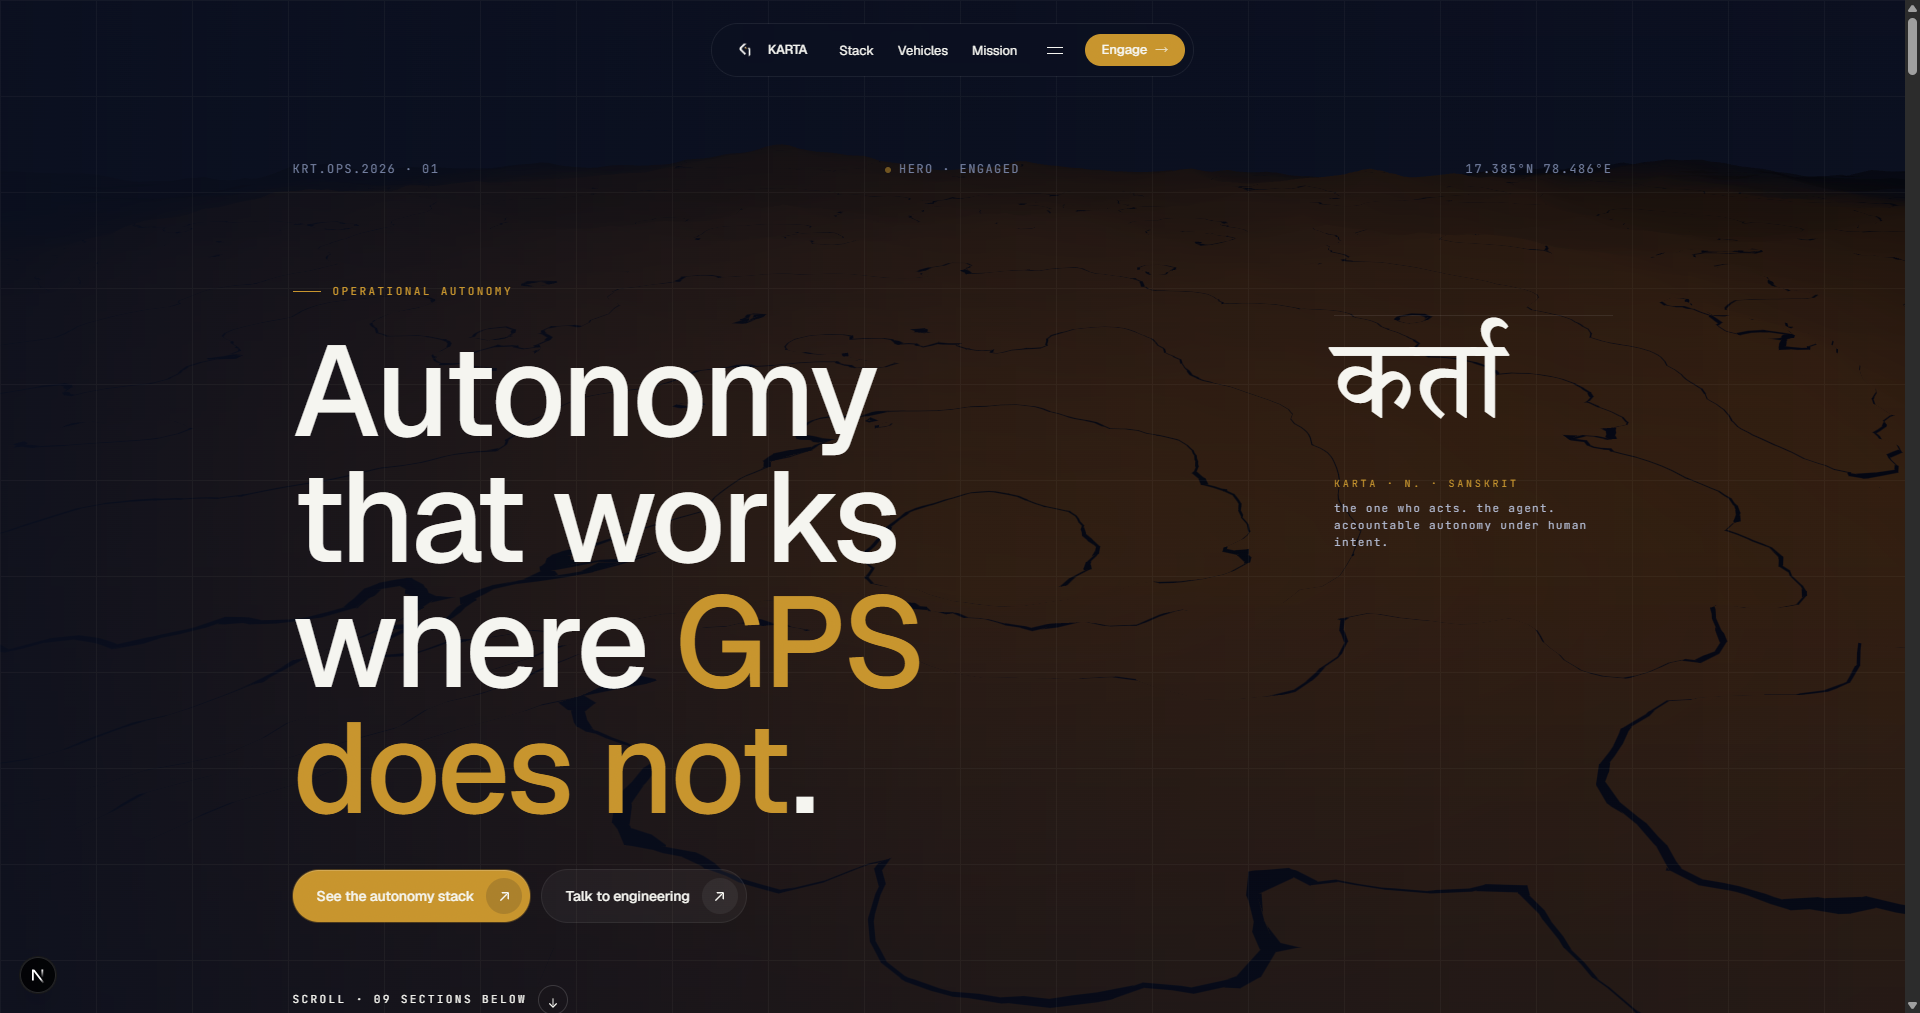 KARTA
Stack
Vehicles
Mission
Engage →
KRT.OPS.2026 · 01
HERO · ENGAGED
17.385°N 78.486°E
OPERATIONAL AUTONOMY
Autonomy
that works
where GPS
does not.
कर्ता
KARTA · N. · SANSKRIT
the one who acts. the agent.
accountable autonomy under human
intent.
See the autonomy stack
Talk to engineering
SCROLL · 09 SECTIONS BELOW
N